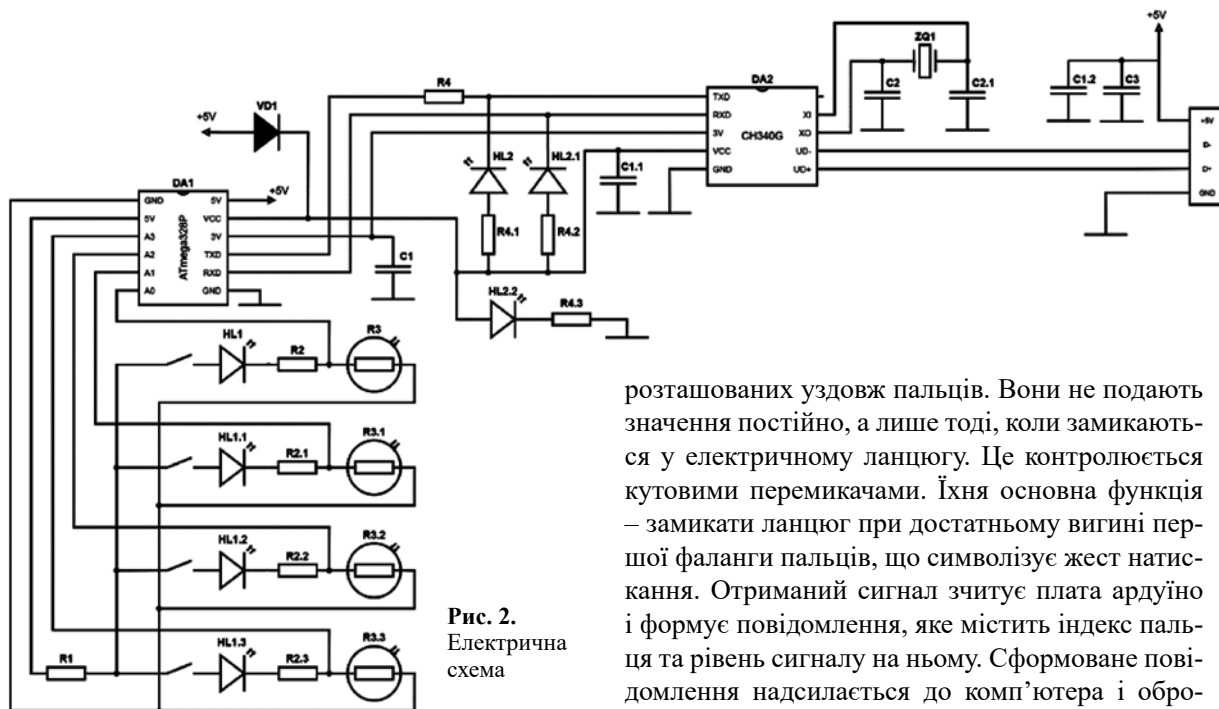 +5V
ZQ1
R4
DA2
C2
C2.1
C1.2
C3
VD1
+5V
TXD
RXD
3V
VCC
GND
CH340G
XI
XO
UD-
UD+
+5V
D-
D+
GND
HL2
HL2.1
C1.1
DA1
+5V
GND
5V
A3
A2
A1
A0
ATmega328P
5V
VCC
3V
TXD
RXD
GND
R4.1
R4.2
C1
HL2.2
R4.3
HL1
R2
R3
HL1.1
R2.1
R3.1
HL1.2
R2.2
R3.2
R1
HL1.3
R2.3
R3.3
Рис. 2.
Електрична
схема
розташованих уздовж пальців. Вони не подають
значення постійно, а лише тоді, коли замикають-
ся у електричному ланцюгу. Це контролюється
кутовими перемикачами. Їхня основна функція
– замикати ланцюг при достатньому вигині пер-
шої фаланги пальців, що символізує жест натис-
кання. Отриманий сигнал зчитує плата ардуїно
і формує повідомлення, яке містить індекс паль-
ця та рівень сигналу на ньому. Сформоване пові-
домлення надсилається до комп’ютера і обро-